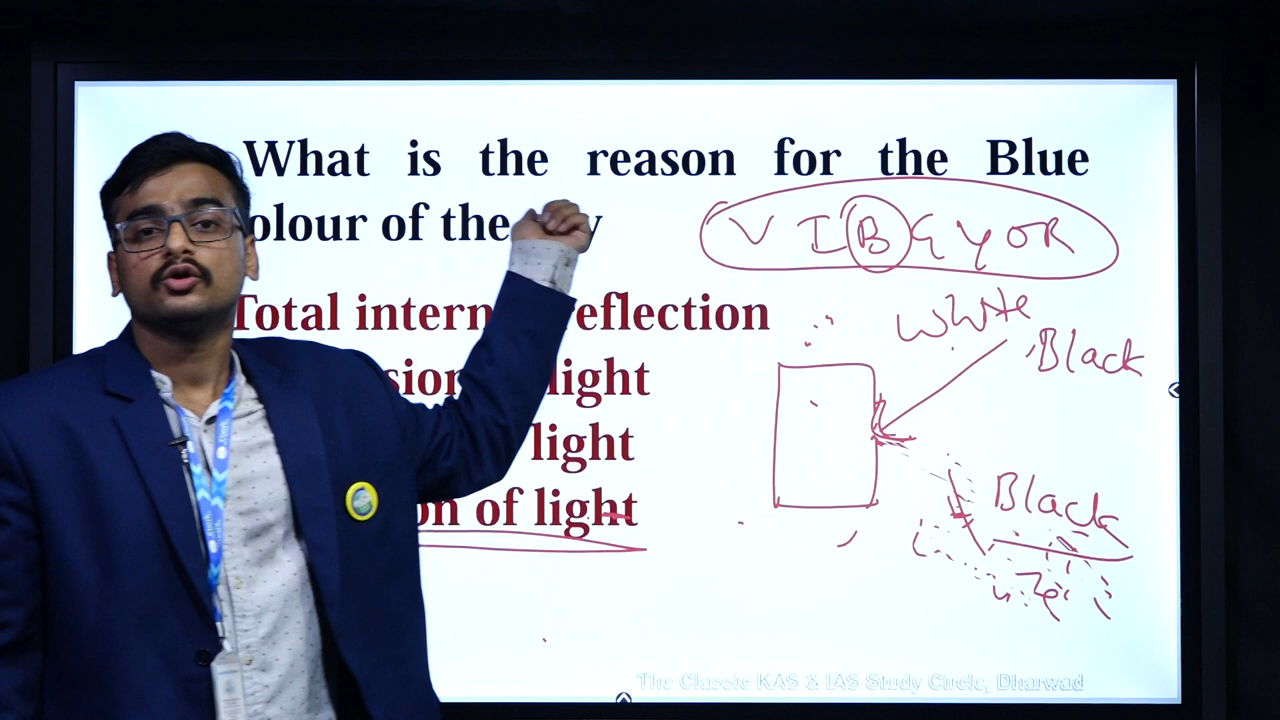 What is the reason for the Blue
olour of the y
VIBGYOR
Total intern reflection
White
sion light
Black
light
on of light
Black
The Classic KAS & IAS Study Circle, Dharwad